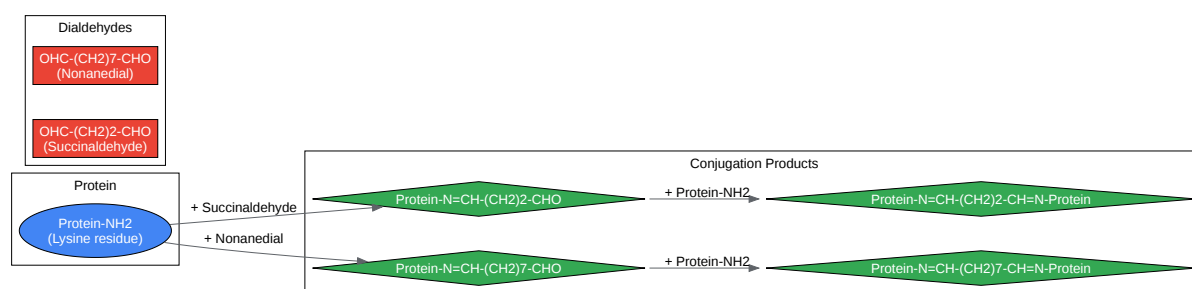 Dialdehydes
OHC-(CH2)7-CHO
(Nonanedial)
OHC-(CH2)2-CHO
(Succinaldehyde)
Protein
Protein-NH2
(Lysine residue)
+ Succinaldehyde
+ Nonanedial
Conjugation Products
Protein-N=CH-(CH2)2-CHO
+ Protein-NH2
Protein-N=CH-(CH2)2-CH=N-Protein
Protein-N=CH-(CH2)7-CHO
+ Protein-NH2
Protein-N=CH-(CH2)7-CH=N-Protein